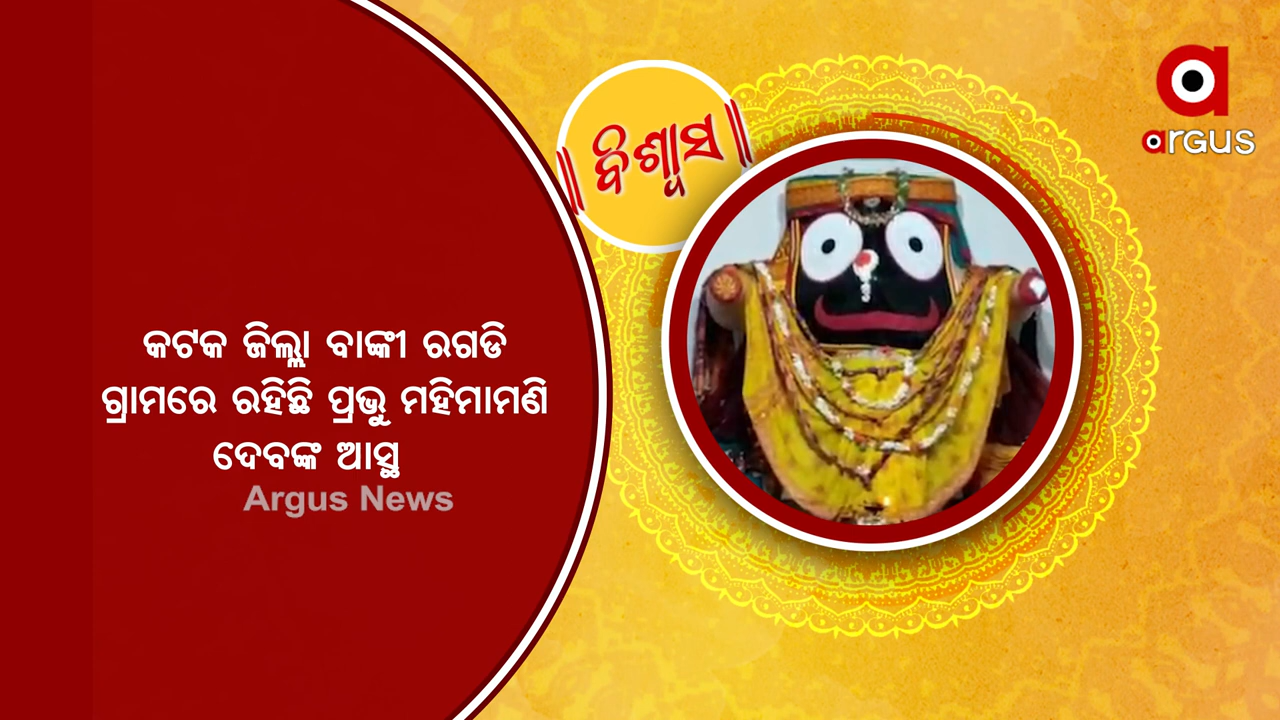 ବିଶ୍ୱାସ
argus
କଟକ ଜିଲ୍ଲା ବାଙ୍କୀ ରଗଡି
ଗ୍ରାମରେ ରହିଛି ପ୍ରଭୁ ମହିମାମଣି
ଦେବଙ୍କ ଆସ୍ଥ
Argus News